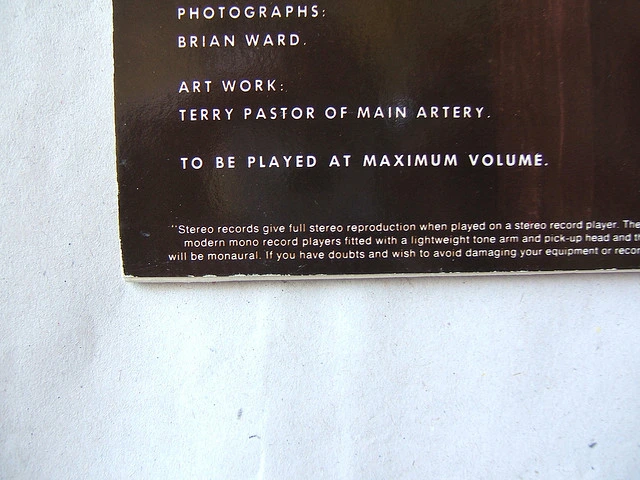 PHOTOGRAPHS:
BRIAN WARD.
ART WORK:
TERRY PASTOR OF MAIN ARTERY.
TO BE PLAYED AT MAXIMUM VOLUME.
"Stereo records give full stereo reproduction when played on a stereo record player. The
modern mono record players fitted with a lightweight tone arm and pick-up head and
will be monaural. If you have doubts and wish to avoid damaging your equipment or